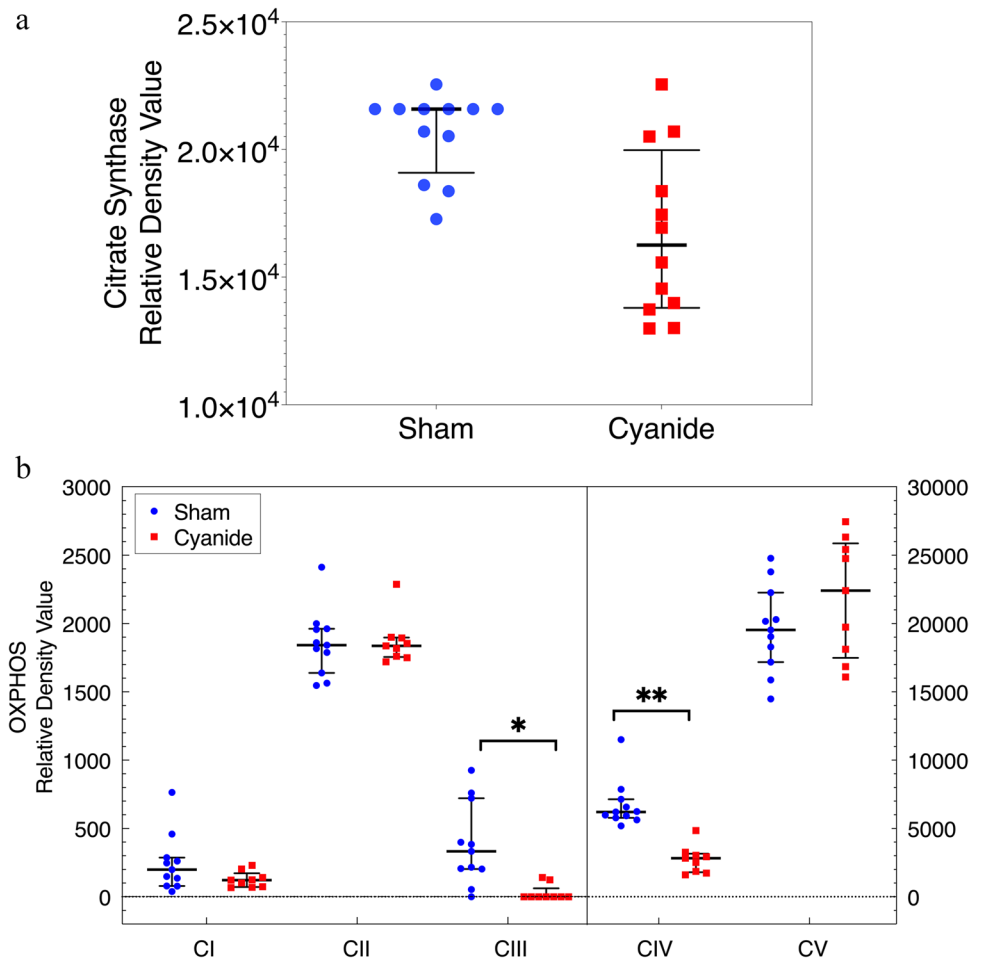 a
Citrate Synthase
Relative Density Value
2.5×10⁴
2.0×10⁴
1.5×10⁴
1.0×10⁴
Sham Cyanide
b
OXPHOS
Relative Density Value
3000
2500
2000
1500
1000
500
0
Sham
Cyanide
*
**
30000
25000
20000
15000
10000
5000
0
CI CII CIII CIV CV